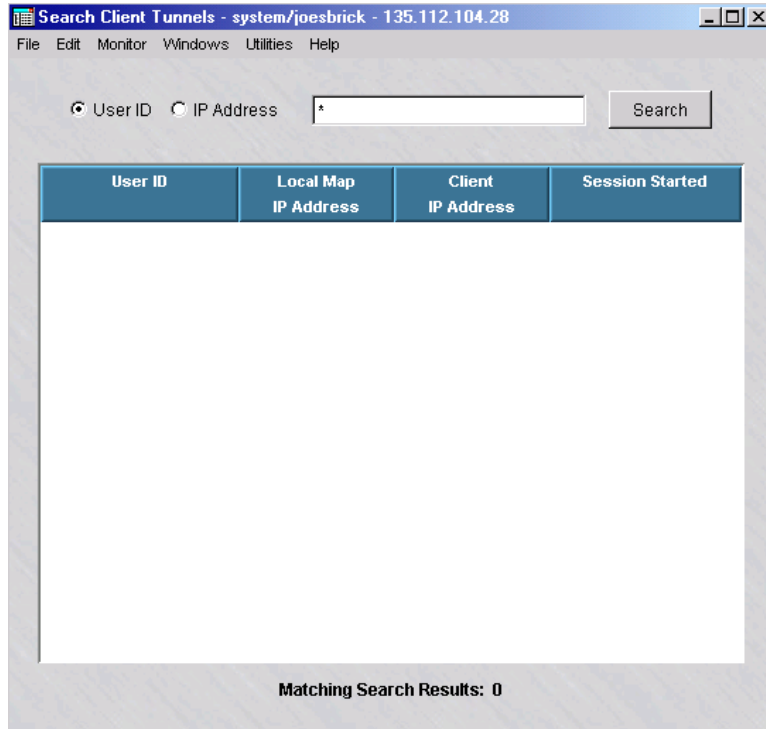 Search Client Tunnels - system/joesbrick - 135.112.104.28
File Edit Monitor Windows Utilities Help
User ID IP Address * Search
User ID Local Map IP Address Client IP Address Session Started
Matching Search Results: 0